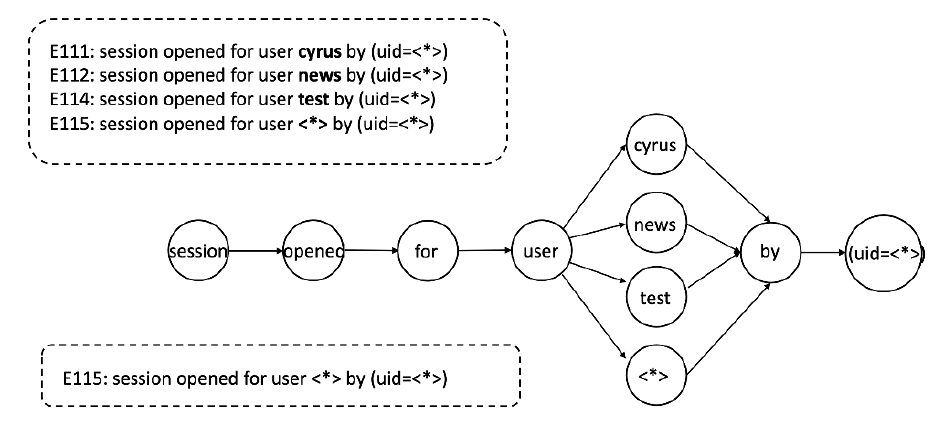 E111: session opened for user cyrus by (uid=<*>)
E112: session opened for user news by (uid=<*>)
E114: session opened for user test by (uid=<*>)
E115: session opened for user <*> by (uid=<*>)
cyrus
news
session opened for user by (uid=<*>)
test
<*>
E115: session opened for user <*> by (uid=<*>)